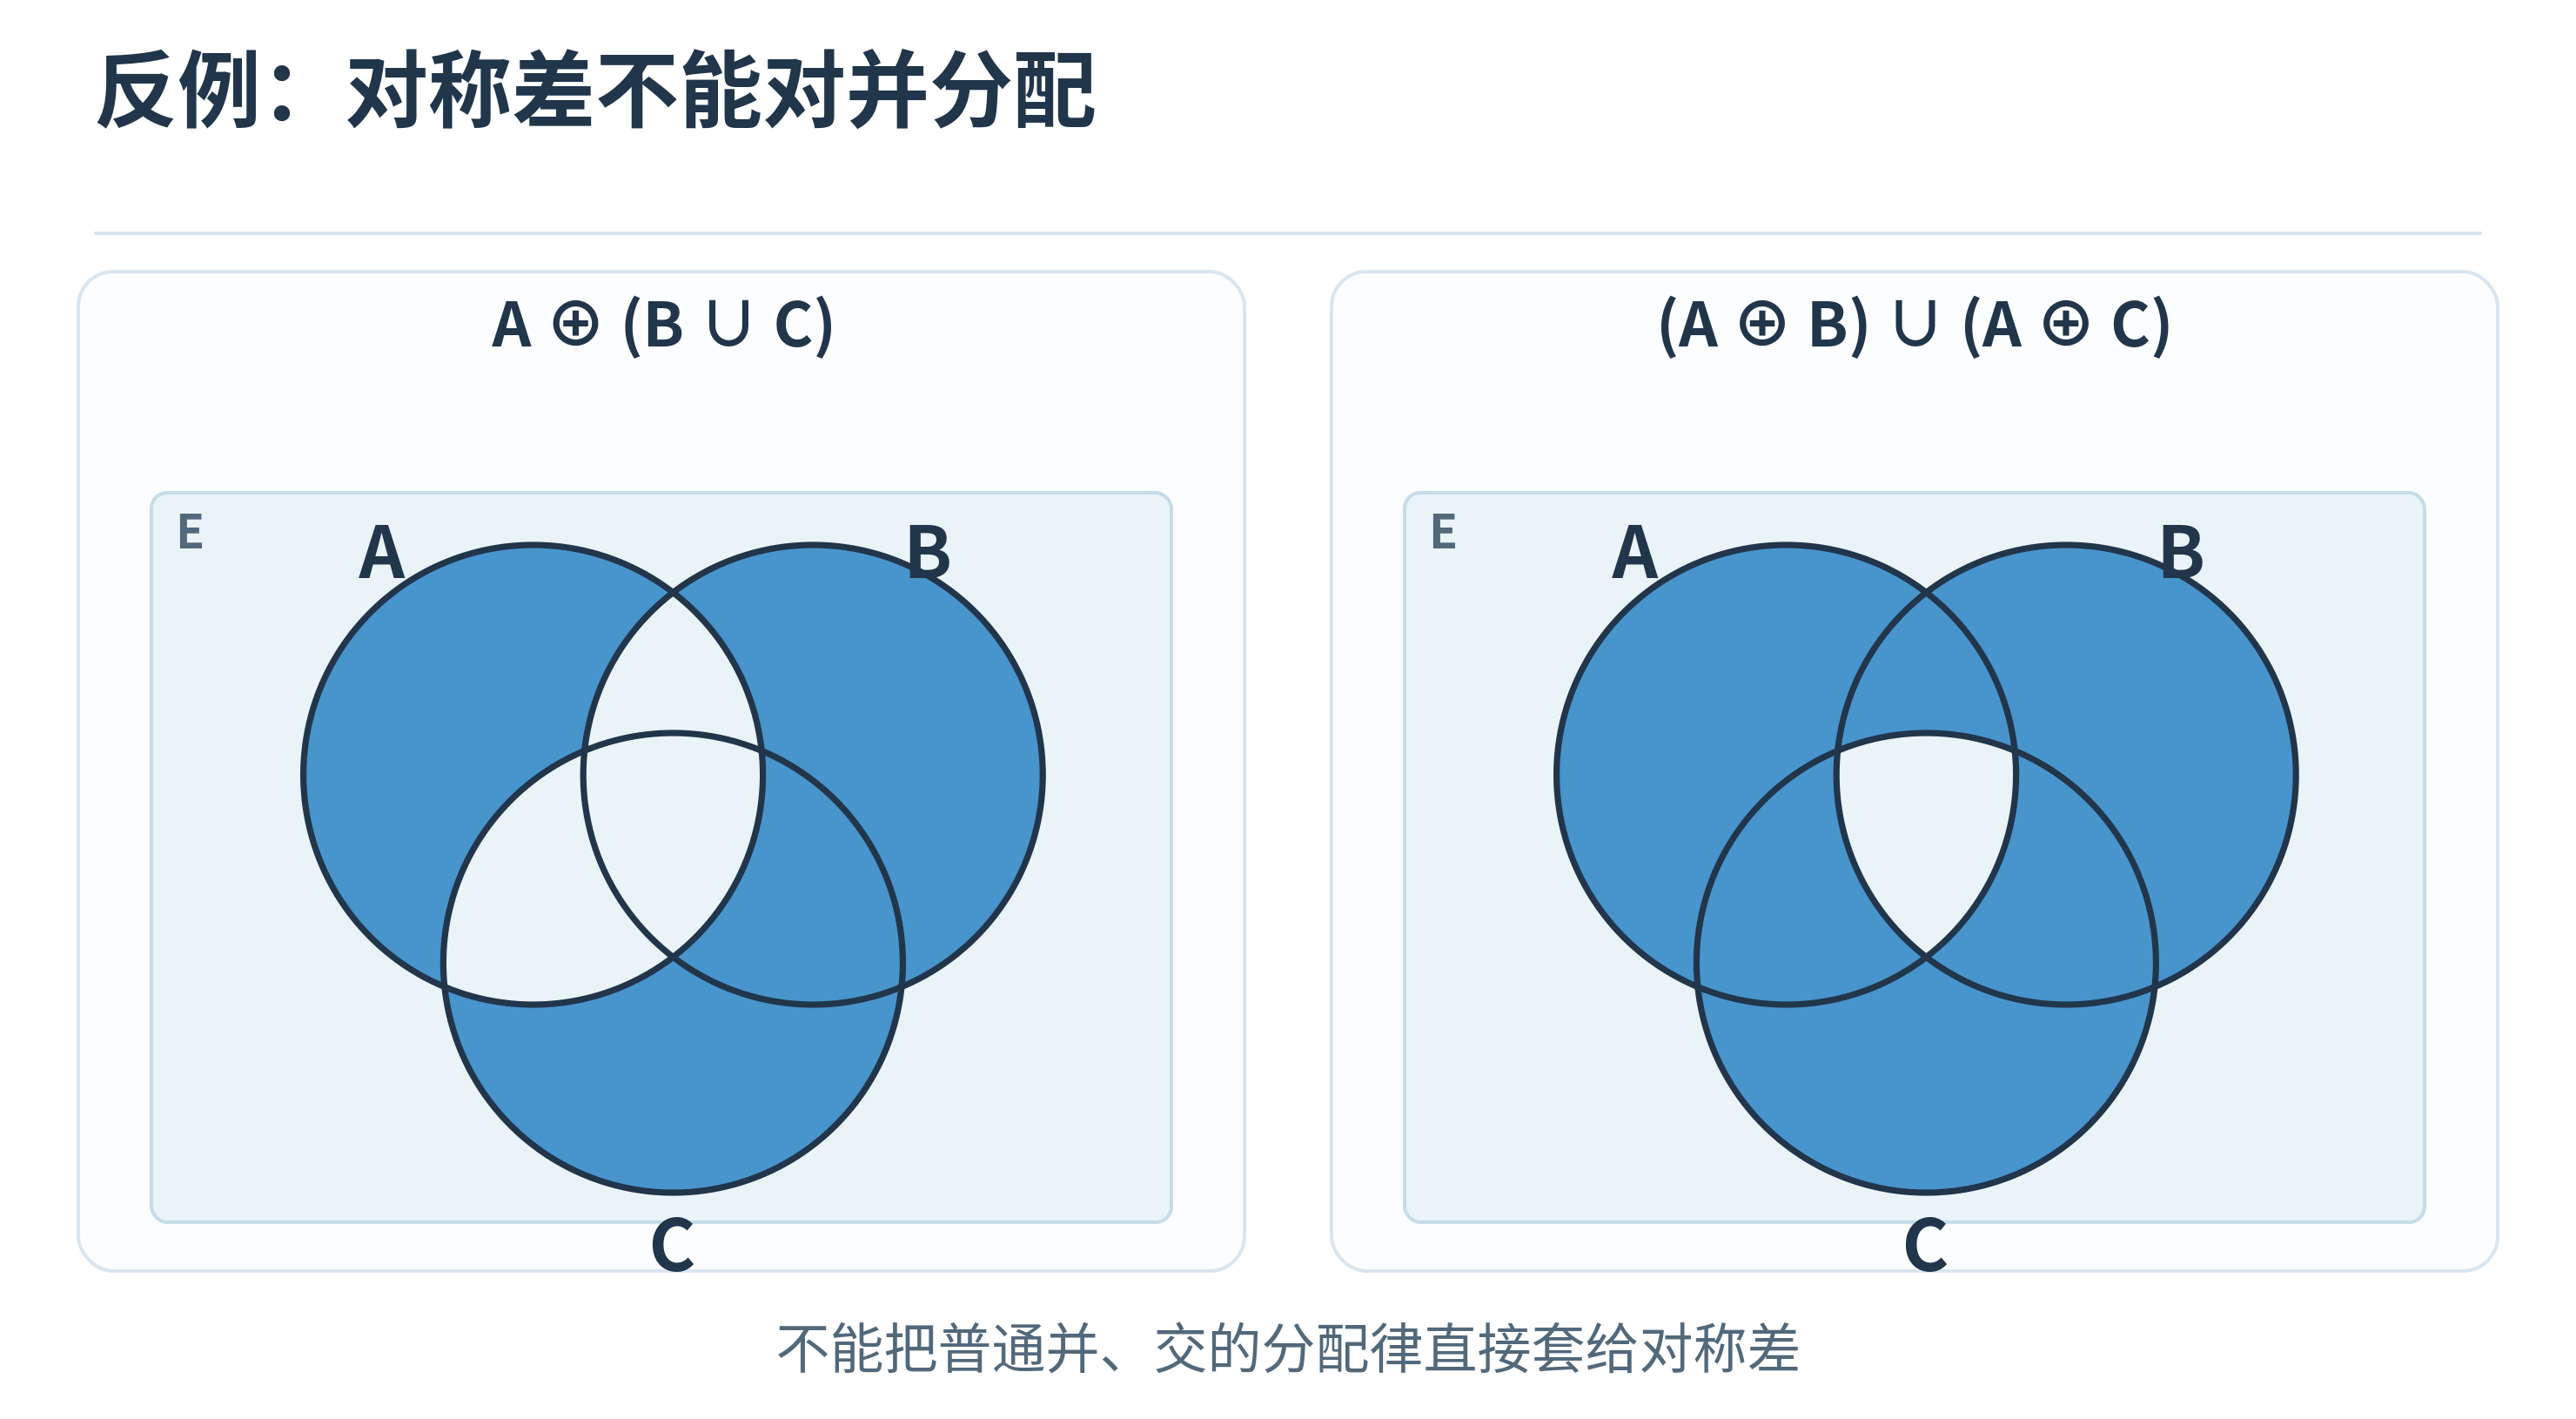 反例：对称差不能对并分配
A ⊕ (B ∪ C)
(A ⊕ B) ∪ (A ⊕ C)
E
A
B
C
E
A
B
C
不能把普通并、交的分配律直接套给对称差